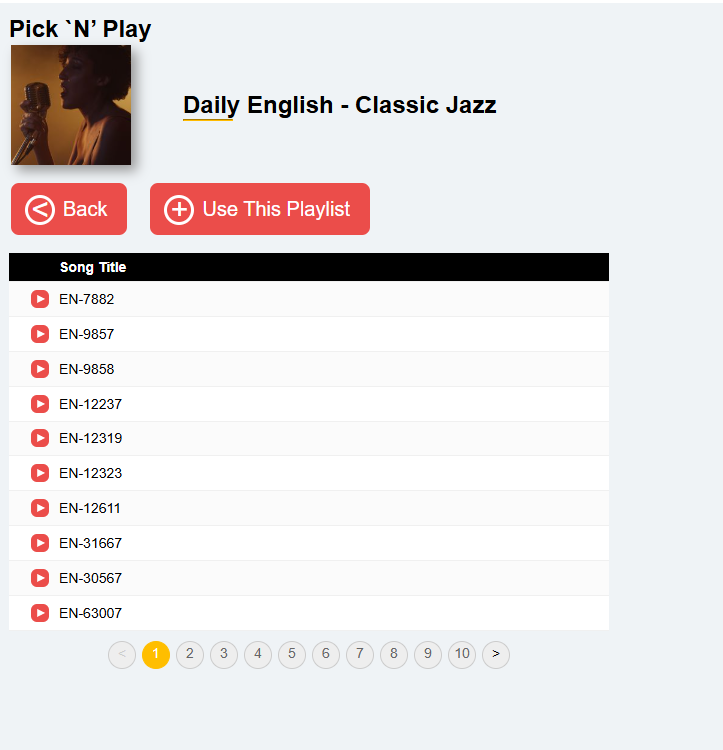 Pick `N’ Play
Daily English - Classic Jazz
< Back
+ Use This Playlist
Song Title
EN-7882
EN-9857
EN-9858
EN-12237
EN-12319
EN-12323
EN-12611
EN-31667
EN-30567
EN-63007
< 1 2 3 4 5 6 7 8 9 10 >